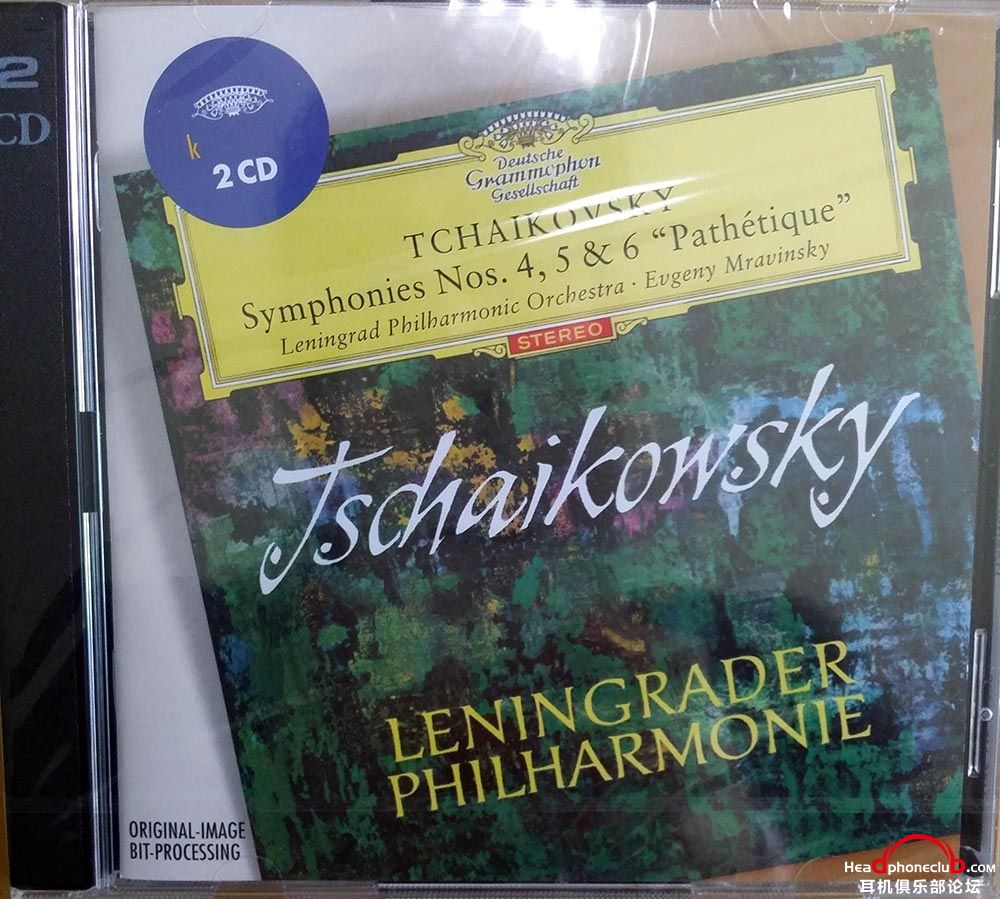 2
CD
k
2 CD
Deutsche
Grammophon
Gesellschaft
TCHAIKOVSKY
Symphonies Nos. 4, 5 & 6 “Pathétique”
Leningrad Philharmonic Orchestra · Evgeny Mravinsky
STEREO
Tschaikowsky
LENINGRADER
PHILHARMONIE
ORIGINAL-IMAGE
BIT-PROCESSING
Headphoneclub.com
耳机俱乐部论坛